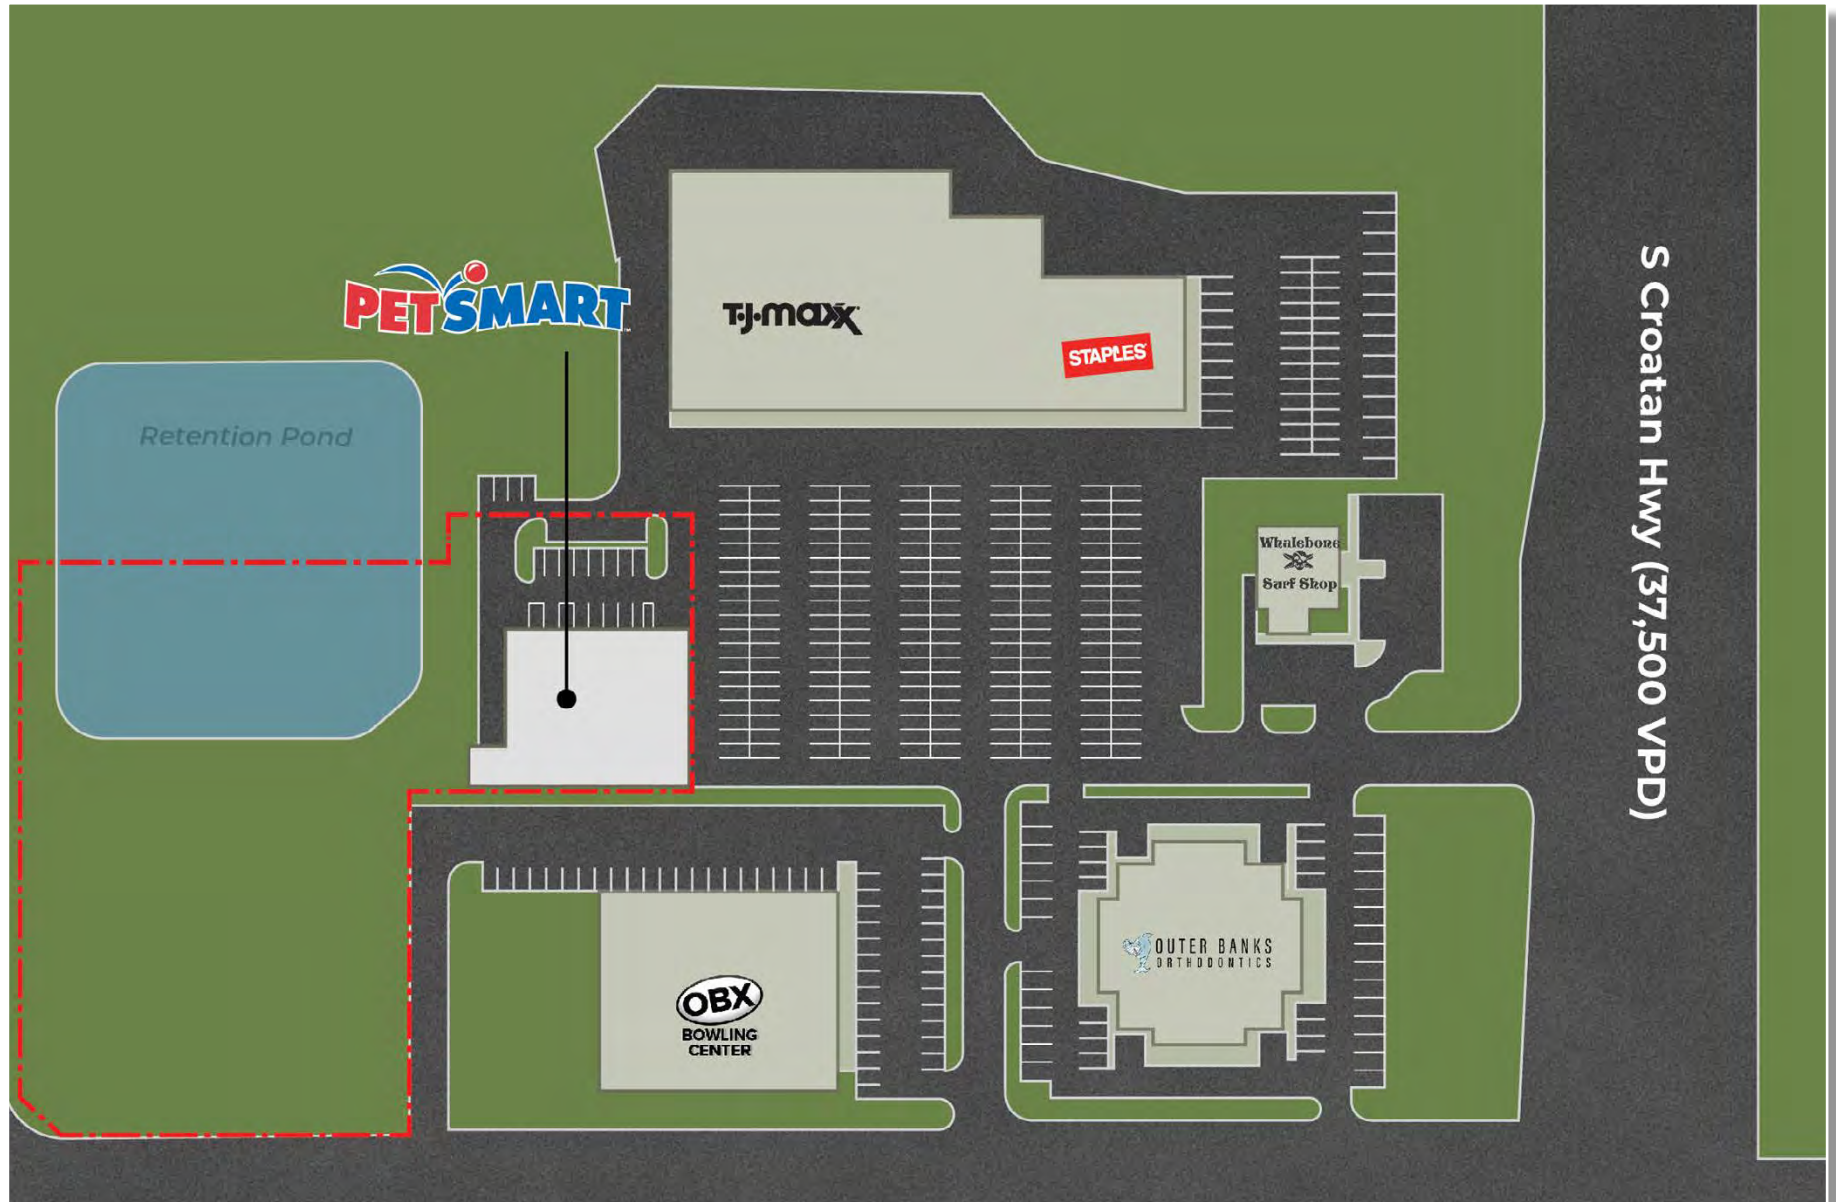 PETSMART
T·J·maxx
STAPLES
S Croatan Hwy (37,500 VPD)
Retention Pond
Whalebone
Surf Shop
OUTER BANKS
ORTHODONTICS
OBX
BOWLING
CENTER